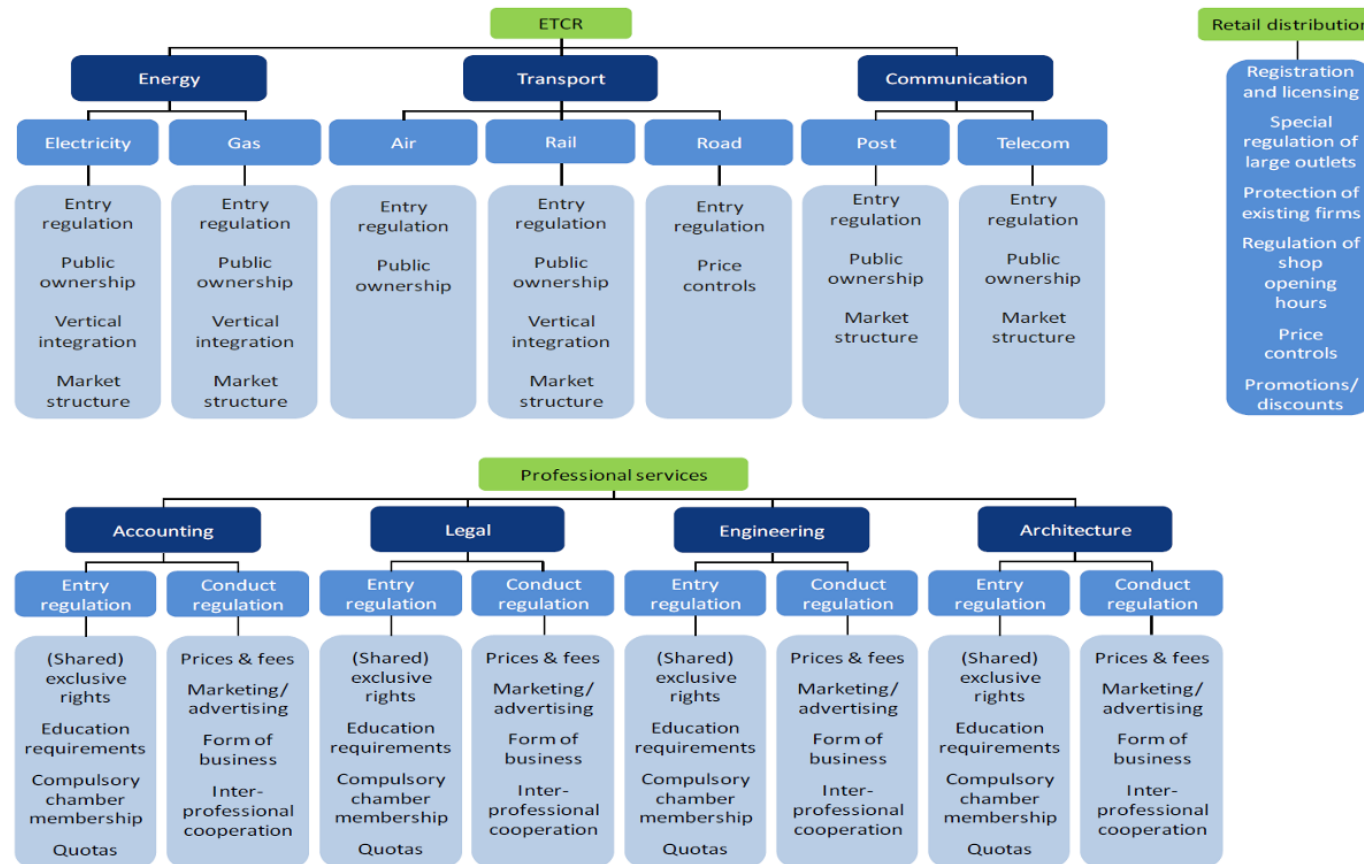 ETCR
Energy
Transport
Communication
Electricity
Gas
Air
Rail
Road
Post
Telecom
Entry
regulation
Public
ownership
Vertical
integration
Market
structure
Entry
regulation
Public
ownership
Vertical
integration
Market
structure
Entry
regulation
Public
ownership
Entry
regulation
Public
ownership
Vertical
integration
Market
structure
Entry
regulation
Price
controls
Entry
regulation
Public
ownership
Market
structure
Entry
regulation
Public
ownership
Market
structure
Retail distribution
Registration
and licensing
Special
regulation of
large outlets
Protection of
existing firms
Regulation of
shop
opening
hours
Price
controls
Promotions/
discounts
Professional services
Accounting
Legal
Engineering
Architecture
Entry
regulation
Conduct
regulation
Entry
regulation
Conduct
regulation
Entry
regulation
Conduct
regulation
Entry
regulation
Conduct
regulation
(Shared)
exclusive
rights
Education
requirements
Compulsory
chamber
membership
Quotas
Prices & fees
Marketing/
advertising
Form of
business
Inter-
professional
cooperation
(Shared)
exclusive
rights
Education
requirements
Compulsory
chamber
membership
Quotas
Prices & fees
Marketing/
advertising
Form of
business
Inter-
professional
cooperation
(Shared)
exclusive
rights
Education
requirements
Compulsory
chamber
membership
Quotas
Prices & fees
Marketing/
advertising
Form of
business
Inter-
professional
cooperation
(Shared)
exclusive
rights
Education
requirements
Compulsory
chamber
membership
Quotas
Prices & fees
Marketing/
advertising
Form of
business
Inter-
professional
cooperation